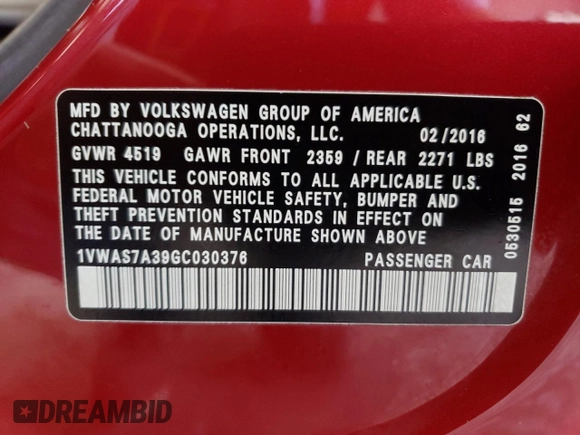 MFD BY VOLKSWAGEN GROUP OF AMERICA
CHATTANOOGA OPERATIONS, LLC. 02/2016
GVWR 4519 GAWR FRONT 2359 / REAR 2271 LBS
THIS VEHICLE CONFORMS TO ALL APPLICABLE U.S.
FEDERAL MOTOR VEHICLE SAFETY, BUMPER AND
THEFT PREVENTION STANDARDS IN EFFECT ON
THE DATE OF MANUFACTURE SHOWN ABOVE
1VWAS7A39GC030376 PASSENGER CAR
0530515 2016 62
DREAMBID